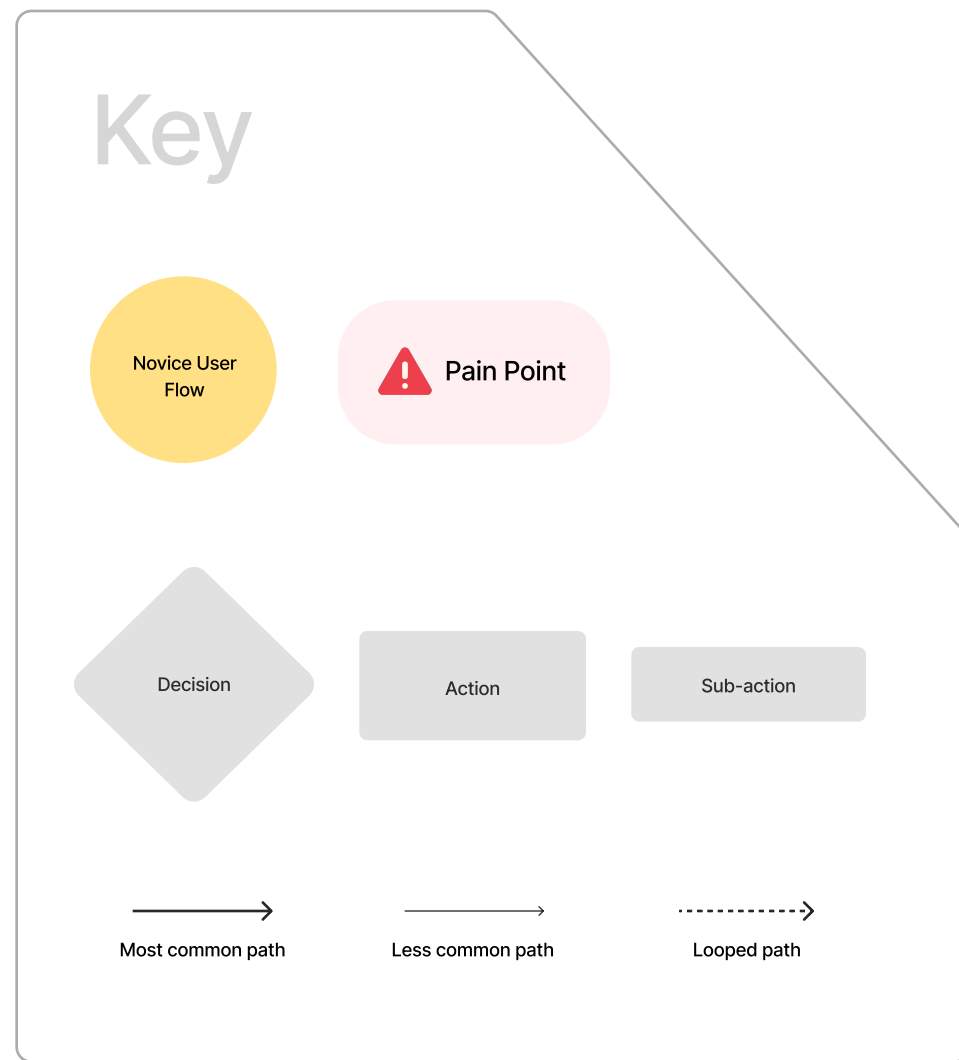 Key
Novice User
Flow
Pain Point
Decision
Action
Sub-action
Most common path
Less common path
Looped path